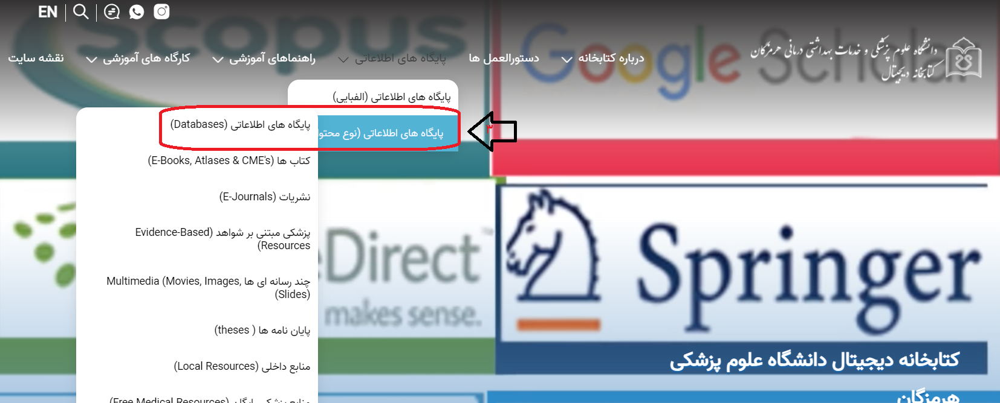 EN
Scopus
Google Scholar
دانشگاه علوم پزشکی و خدمات بهداشتی درمانی هرمزگان
کتابخانه دیجیتال
درباره کتابخانه
دستورالعمل ها
پایگاه های اطلاعاتی
راهنماهای آموزشی
کارگاه های آموزشی
نقشه سایت
پایگاه های اطلاعاتی (الفبایی)
پایگاه های اطلاعاتی (نوع محتوا
۳
پایگاه های اطلاعاتی (Databases)
کتاب ها (E-Books, Atlases & CME's)
نشریات (E-Journals)
پزشکی مبتنی بر شواهد (Evidence-Based
Resources)
چند رسانه ای ها Multimedia (Movies, Images,
Slides)
پایان نامه ها ( theses)
منابع داخلی (Local Resources)
منابع پزشکی رایگان (Free Medical Resources)
eDirect
makes sense.
Springer
کتابخانه دیجیتال دانشگاه علوم پزشکی
هرمزگان